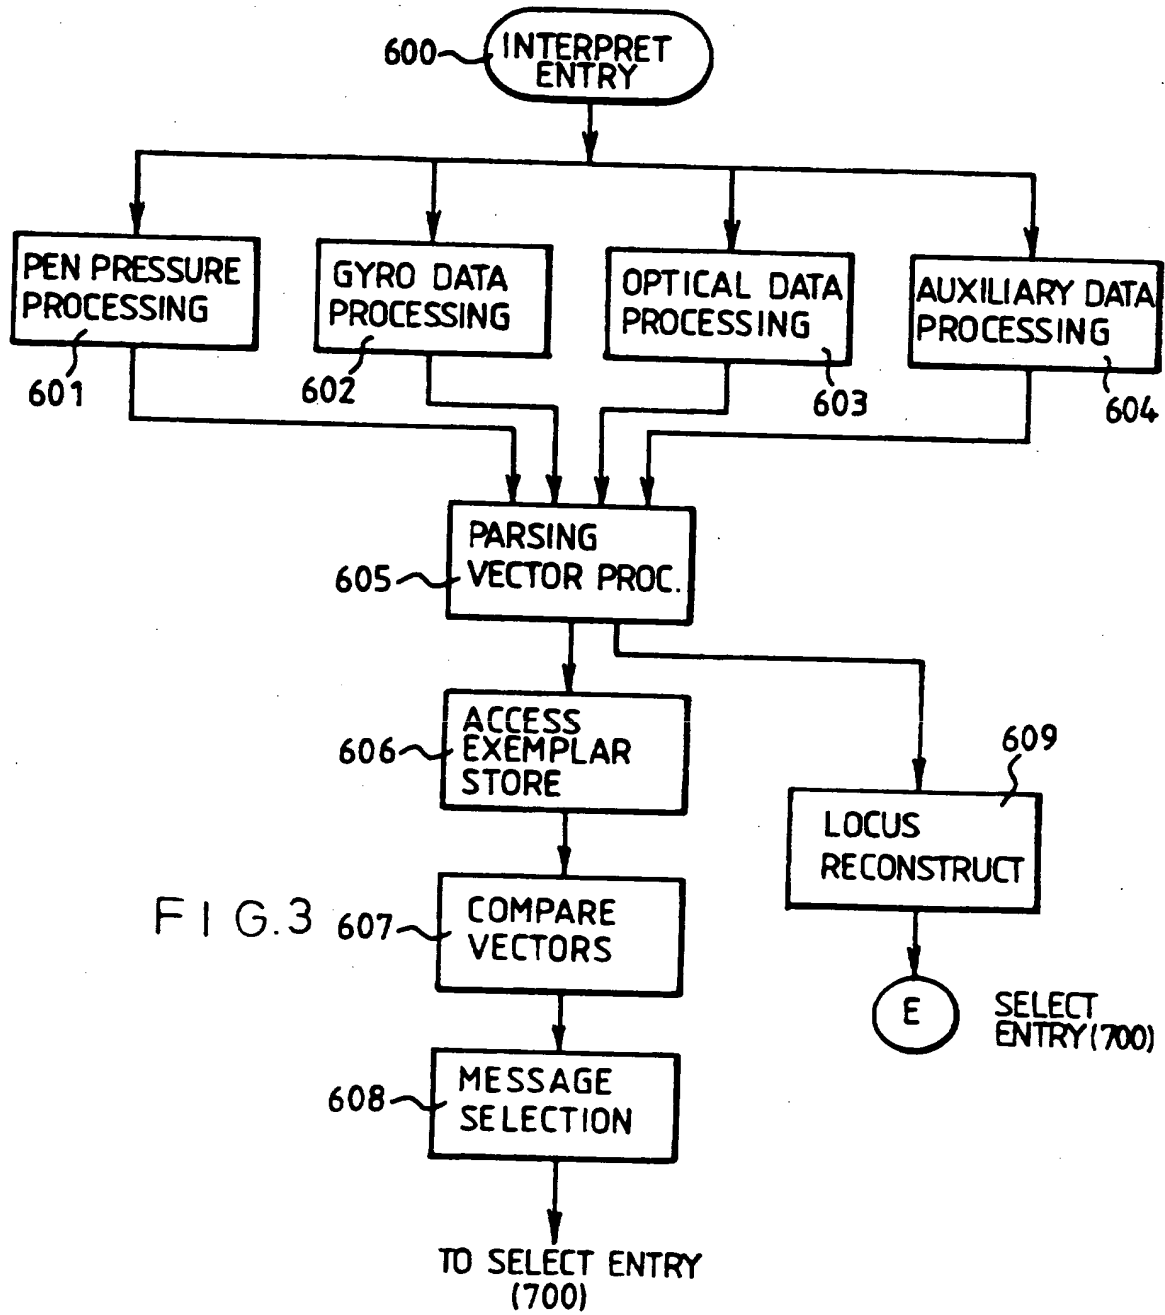 600
INTERPRET
ENTRY
PEN PRESSURE
PROCESSING
601
GYRO DATA
PROCESSING
602
OPTICAL DATA
PROCESSING
603
AUXILIARY DATA
PROCESSING
604
605
PARSING
VECTOR PROC.
606
ACCESS
EXEMPLAR
STORE
609
LOCUS
RECONSTRUCT
FIG.3
607
COMPARE
VECTORS
E
SELECT
ENTRY (700)
608
MESSAGE
SELECTION
TO SELECT ENTRY
(700)